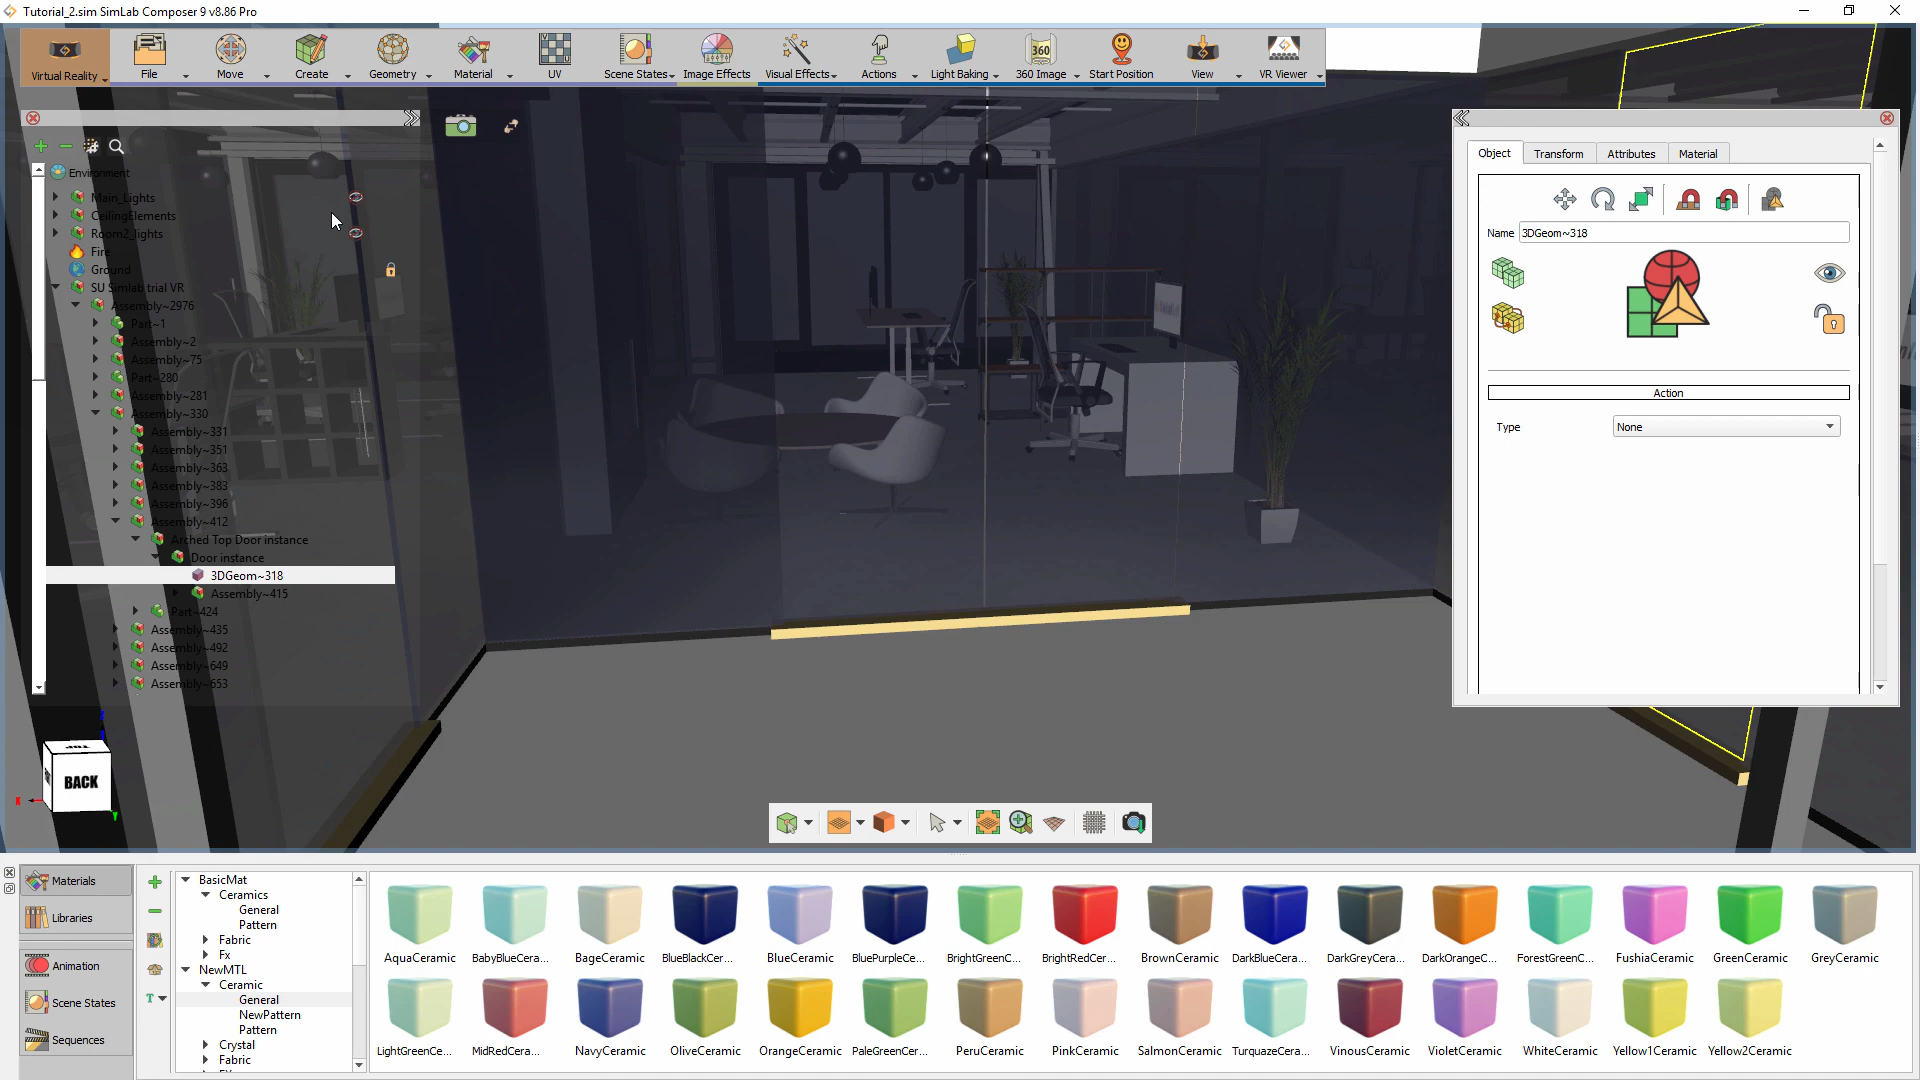 Tutorial_2.sim SimLab Composer 9 v8.86 Pro
Virtual Reality
File
Move
Create
Geometry
Material
UV
Scene States
Image Effects
Visual Effects
Actions
Light Baking
360 Image
Start Position
View
VR Viewer
360
Environment
Main_Lights
CeilingElements
Room2_lights
Fire
Ground
SU Simlab trial VR
Assembly~2976
Part~1
Assembly~2
Assembly~75
Part~280
Assembly~281
Assembly~330
Assembly~331
Assembly~351
Assembly~363
Assembly~383
Assembly~396
Assembly~412
Arched Top Door instance
Door instance
3DGeom~318
Assembly~415
Part~424
Assembly~435
Assembly~492
Assembly~649
Assembly~653
Object
Transform
Attributes
Material
Name
3DGeom~318
Action
Type
None
TOP
BACK
X
Materials
Libraries
Animation
Scene States
Sequences
T
BasicMat
Ceramics
General
Pattern
Fabric
Fx
NewMTL
Ceramic
General
NewPattern
Pattern
Crystal
Fabric
AquaCeramic
BabyBlueCera...
BageCeramic
BlueBlackCer...
BlueCeramic
BluePurpleCe...
BrightGreenC...
BrightRedCer...
BrownCeramic
DarkBlueCera...
DarkGreyCera...
DarkOrangeC...
ForestGreenC...
FushiaCeramic
GreenCeramic
GreyCeramic
LightGreenCe...
MidRedCera...
NavyCeramic
OliveCeramic
OrangeCeramic
PaleGreenCer...
PeruCeramic
PinkCeramic
SalmonCeramic
TurquazeCera...
VinousCeramic
VioletCeramic
WhiteCeramic
Yellow1Ceramic
Yellow2Ceramic